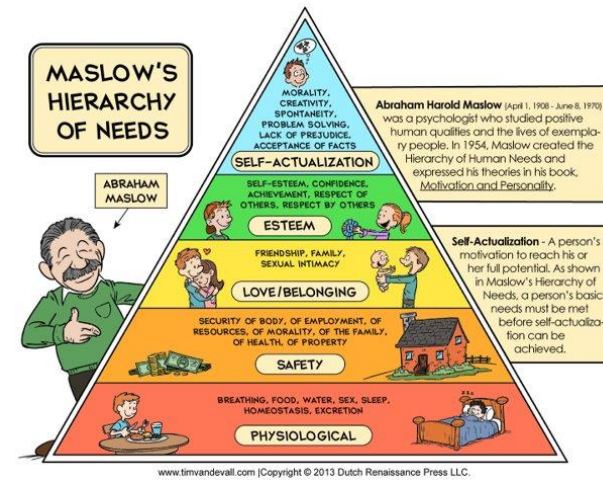 MASLOW'S
HIERARCHY
OF NEEDS
ABRAHAM
MASLOW
MORALITY,
CREATIVITY,
SPONTANEITY,
PROBLEM SOLVING,
LACK OF PREJUDICE,
ACCEPTANCE OF FACTS
SELF-ACTUALIZATION
SELF-ESTEEM, CONFIDENCE,
ACHIEVEMENT, RESPECT OF
OTHERS, RESPECT BY OTHERS
ESTEEM
FRIENDSHIP, FAMILY,
SEXUAL INTIMACY
LOVE/BELONGING
SECURITY OF BODY, OF EMPLOYMENT, OF
RESOURCES, OF MORALITY, OF THE FAMILY,
OF HEALTH, OF PROPERTY
SAFETY
BREATHING, FOOD, WATER, SEX, SLEEP,
HOMEOSTASIS, EXCRETION
PHYSIOLOGICAL
zzz
Abraham Harold Maslow (April 1, 1908 - June 8, 1970)
was a psychologist who studied positive
human qualities and the lives of exempla-
ry people. In 1954, Maslow created the
Hierarchy of Human Needs and
expressed his theories in his book,
Motivation and Personality.
Self-Actualization - A person's
motivation to reach his or
her full potential. As shown
in Maslow's Hierarchy of
Needs, a person's basic
needs must be met
before self-actualiza-
tion can be
achieved.
www.timvandevall.com |Copyright © 2013 Dutch Renaissance Press LLC.